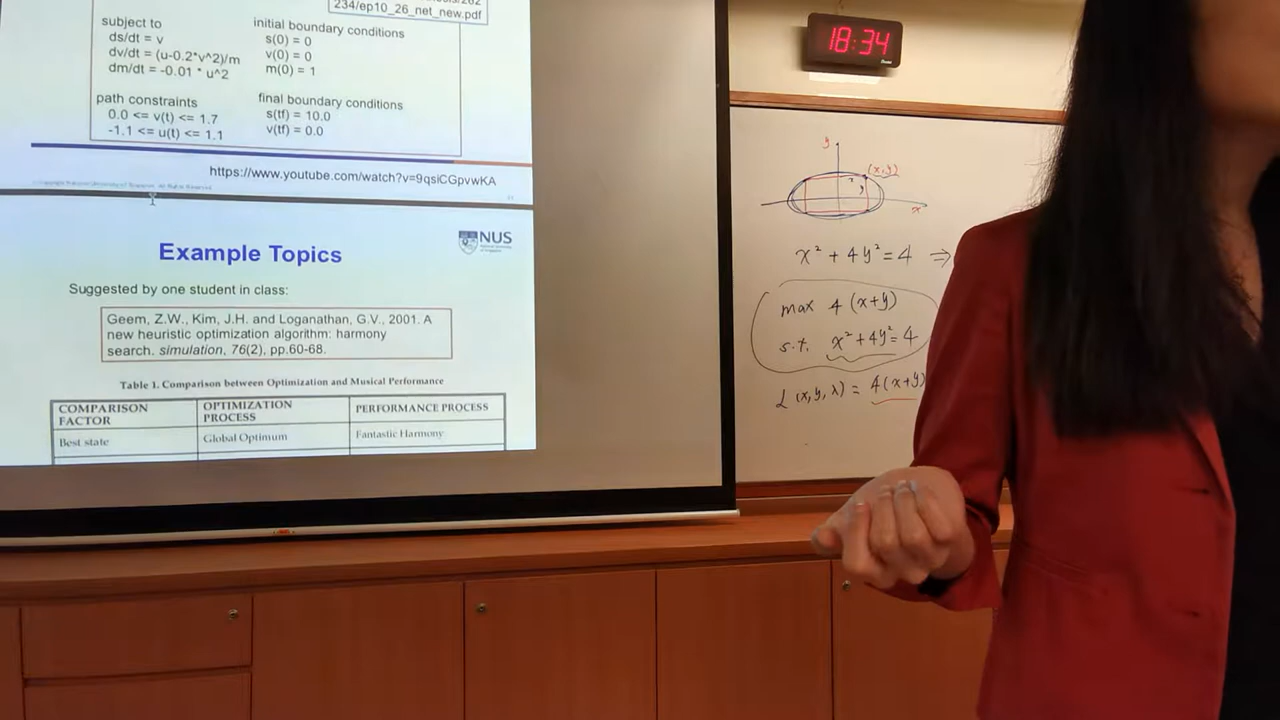 234/ep10_26_net_new.pdf
subject to
ds/dt = v
dv/dt = (u-0.2*v^2)/m
dm/dt = -0.01 * u^2
initial boundary conditions
s(0) = 0
v(0) = 0
m(0) = 1
path constraints
0.0 <= v(t) <= 1.7
-1.1 <= u(t) <= 1.1
final boundary conditions
s(tf) = 10.0
v(tf) = 0.0
https://www.youtube.com/watch?v=9qsiCGpvwKA
Example Topics
NUS
Suggested by one student in class:
Geem, Z.W., Kim, J.H. and Loganathan, G.V., 2001. A
new heuristic optimization algorithm: harmony
search. simulation, 76(2), pp.60-68.
Table 1. Comparison between Optimization and Musical Performance
COMPARISON FACTOR
OPTIMIZATION PROCESS
PERFORMANCE PROCESS
Best state
Global Optimum
Fantastic Harmony
18:34
y
(x,y)
x
x² + 4y² = 4 ⇒
max 4(x+y)
s.t. x²+4y²=4
L(x,y,λ) = 4(x+y)